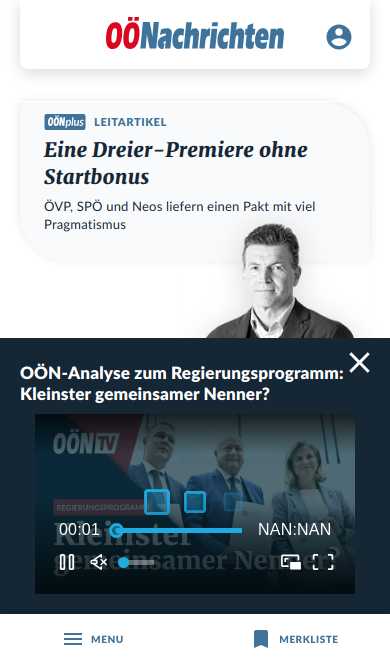 OÖNachrichten
OÖNplus LEITARTIKEL
Eine Dreier-Premiere ohne
Startbonus
ÖVP, SPÖ und Neos liefern einen Pakt mit viel
Pragmatismus
OÖN-Analyse zum Regierungsprogramm:
Kleinster gemeinsamer Nenner?
OÖN TV
REGIERUNGSPROGRAMM
00:01 NAN:NAN
Kleinster
gemeinsamer Nenner?
MENU MERKLISTE